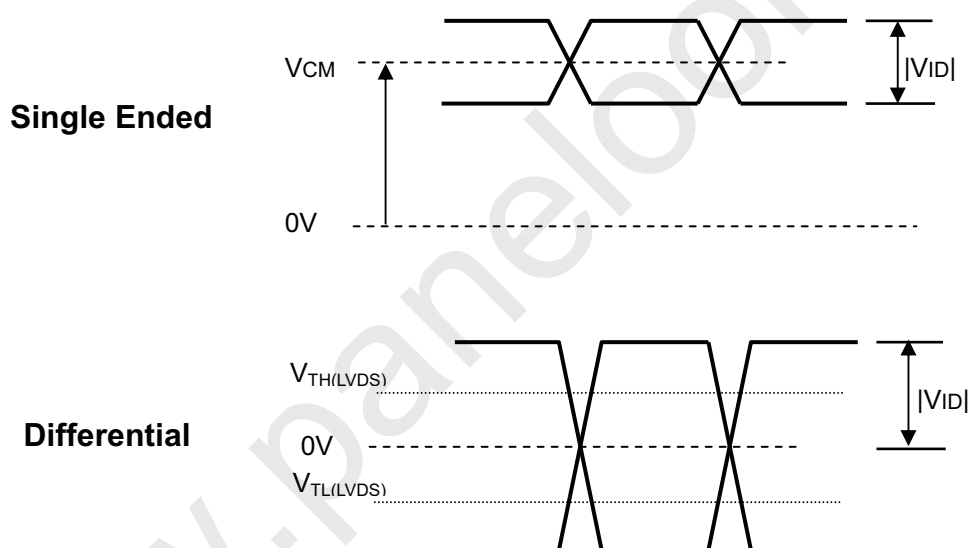 VCM
|VID|
Single Ended
0V
VTH(LVDS)
|VID|
Differential
0V
VTL(LVDS)